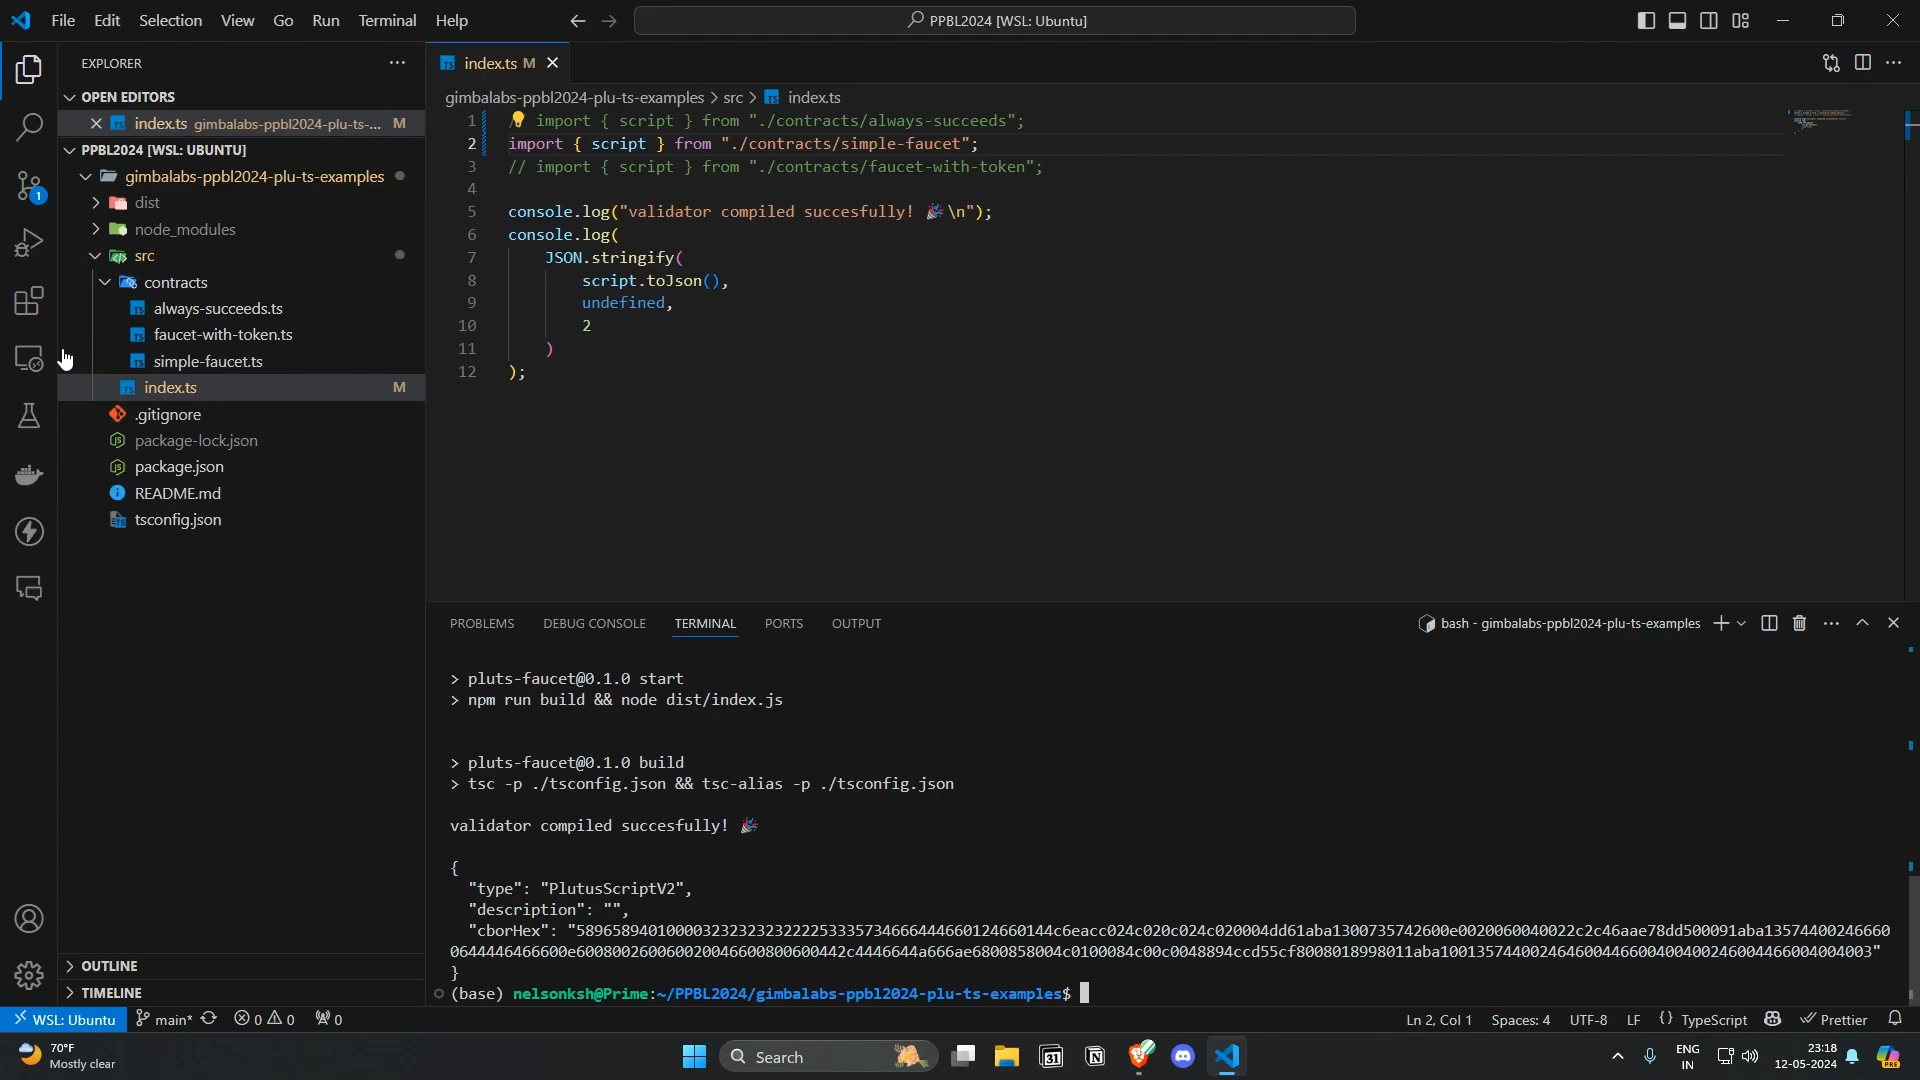 File Edit Selection View Go Run Terminal Help
PPBL2024 [WSL: Ubuntu]
EXPLORER
OPEN EDITORS
index.ts gimbalabs-ppbl2024-plu-ts-... M
PPBL2024 [WSL: UBUNTU]
gimbalabs-ppbl2024-plu-ts-examples
dist
node_modules
src
contracts
always-succeeds.ts
faucet-with-token.ts
simple-faucet.ts
index.ts M
.gitignore
package-lock.json
package.json
README.md
tsconfig.json
OUTLINE
TIMELINE
1
index.ts M
gimbalabs-ppbl2024-plu-ts-examples > src > index.ts
1 import { script } from "./contracts/always-succeeds";
2 import { script } from "./contracts/simple-faucet";
3 // import { script } from "./contracts/faucet-with-token";
4
5 console.log("validator compiled succesfully! 🎉\n");
6 console.log(
7 JSON.stringify(
8 script.toJson(),
9 undefined,
10 2
11 )
12 );
PROBLEMS DEBUG CONSOLE TERMINAL PORTS OUTPUT
bash - gimbalabs-ppbl2024-plu-ts-examples
> pluts-faucet@0.1.0 start
> npm run build && node dist/index.js
> pluts-faucet@0.1.0 build
> tsc -p ./tsconfig.json && tsc-alias -p ./tsconfig.json
validator compiled succesfully! 🎉
{
"type": "PlutusScriptV2",
"description": "",
"cborHex": 
}
(base) nelsonksh@Prime:~/PPBL2024/gimbalabs-ppbl2024-plu-ts-examples$
WSL: Ubuntu main* 0 0 0
Ln 2, Col 1 Spaces: 4 UTF-8 LF {} TypeScript Prettier
70°F
Mostly clear
Search
31
ENG
IN
23:18
12-05-2024
PRE